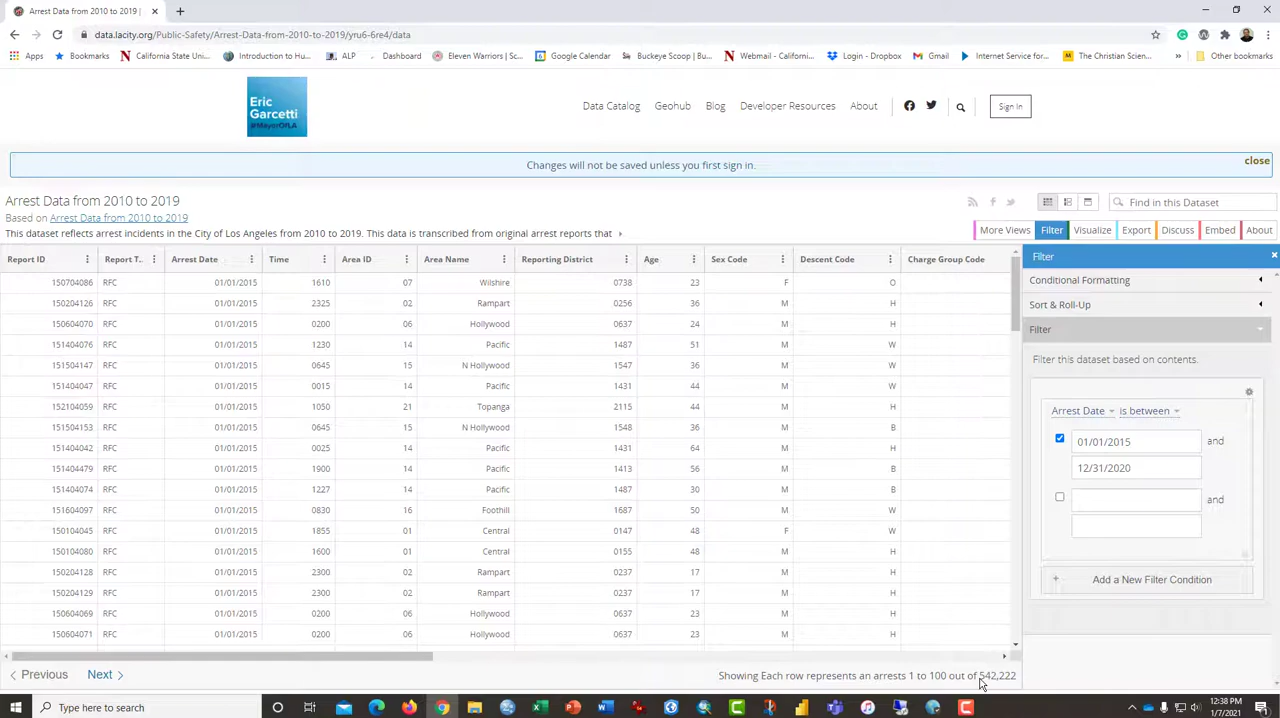 Arrest Data from 2010 to 2019 |
data.lacity.org/Public-Safety/Arrest-Data-from-2010-to-2019/yru6-6re4/data
Apps Bookmarks California State Uni... Introduction to Hu... ALP Dashboard Eleven Warriors | Sc... Google Calendar Buckeye Scoop | Bu... Webmail - Californi... Login - Dropbox Gmail Internet Service for... The Christian Scien... » Other bookmarks
Eric
Garcetti
#MayorOfLA
Data Catalog Geohub Blog Developer Resources About Sign In
Changes will not be saved unless you first sign in. close
Arrest Data from 2010 to 2019
Find in this Dataset
Based on Arrest Data from 2010 to 2019
This dataset reflects arrest incidents in the City of Los Angeles from 2010 to 2019. This data is transcribed from original arrest reports that
More Views Filter Visualize Export Discuss Embed About
Report ID Report T.. Arrest Date Time Area ID Area Name Reporting District Age Sex Code Descent Code Charge Group Code
150704086 RFC 01/01/2015 1610 07 Wilshire 0738 23 F O
150204126 RFC 01/01/2015 2325 02 Rampart 0256 36 M H
150604070 RFC 01/01/2015 0200 06 Hollywood 0637 24 M H
151404076 RFC 01/01/2015 1230 14 Pacific 1487 51 M W
151504147 RFC 01/01/2015 0645 15 N Hollywood 1547 36 M W
151404042 RFC 01/01/2015 0015 14 Pacific 1431 44 M W
152104059 RFC 01/01/2015 1050 21 Topanga 2115 44 M H
151504153 RFC 01/01/2015 0645 15 N Hollywood 1548 36 M B
151404042 RFC 01/01/2015 0025 14 Pacific 1431 64 M H
151404479 RFC 01/01/2015 1900 14 Pacific 1413 56 M B
151404074 RFC 01/01/2015 1227 14 Pacific 1487 30 M B
151604097 RFC 01/01/2015 0830 16 Foothill 1687 50 M W
150104045 RFC 01/01/2015 1855 01 Central 0147 48 F W
150104080 RFC 01/01/2015 1600 01 Central 0155 48 M H
150204128 RFC 01/01/2015 2300 02 Rampart 0237 17 M H
150204129 RFC 01/01/2015 2300 02 Rampart 0237 17 M H
150604069 RFC 01/01/2015 0200 06 Hollywood 0637 23 M H
150604071 RFC 01/01/2015 0200 06 Hollywood 0637 23 M H
Filter
Conditional Formatting
Sort & Roll-Up
Filter
Filter this dataset based on contents.
Arrest Date is between
01/01/2015 and
12/31/2020
and
+ Add a New Filter Condition
Previous Next
Showing Each row represents an arrests 1 to 100 out of 542,222
Type here to search
12:38 PM
1/7/2021